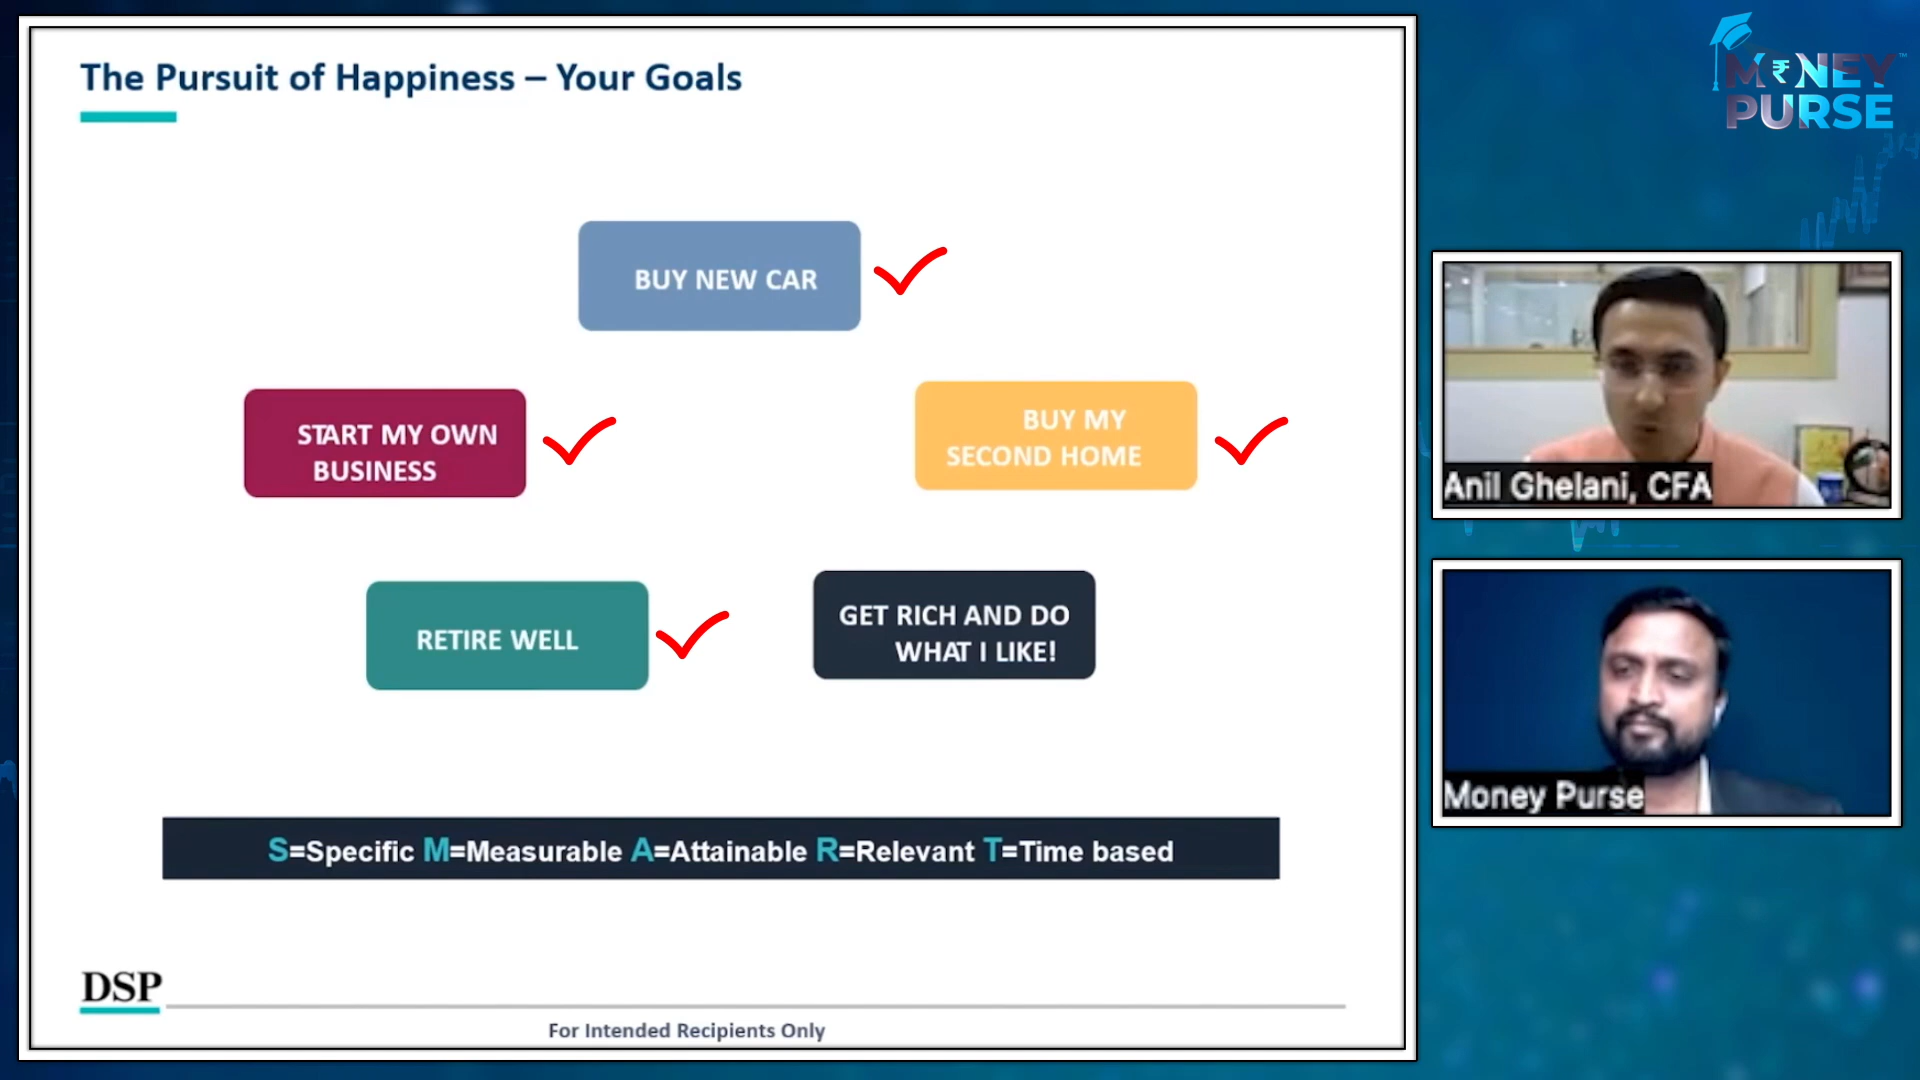 The Pursuit of Happiness – Your Goals
BUY NEW CAR
START MY OWN
BUSINESS
BUY MY
SECOND HOME
RETIRE WELL
GET RICH AND DO
WHAT I LIKE!
S=Specific M=Measurable A=Attainable R=Relevant T=Time based
DSP
For Intended Recipients Only
M₹NEY
PURSE
Anil Ghelani, CFA
Money Purse